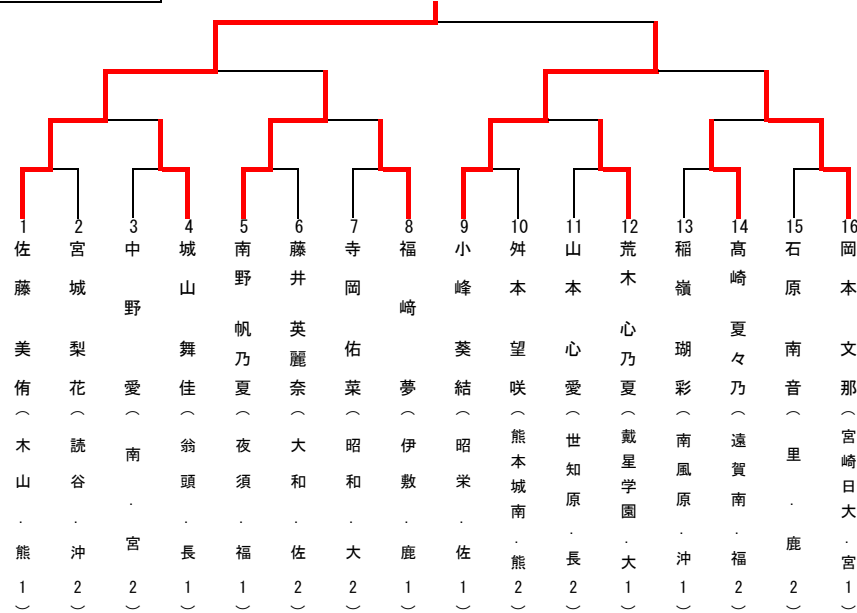 1 佐藤 美侑（木山．熊1）
2 宮城 梨花（読谷．沖2）
3 中野 愛（南．宮2）
4 城山 舞佳（翁頭．長1）
5 南野 帆乃夏（夜須．福1）
6 藤井 英麗奈（大和．佐2）
7 寺岡 佑菜（昭和．大2）
8 福﨑 夢（伊敷．鹿1）
9 小峰 葵結（昭栄．佐1）
10 舛本 望咲（熊本城南．熊2）
11 山本 心愛（世知原．長2）
12 荒木 心乃夏（戴星学園．大1）
13 稲嶺 瑚彩（南風原．沖1）
14 髙崎 夏々乃（遠賀南．福2）
15 石原 南音（里．鹿2）
16 岡本 文那（宮崎日大．宮1）